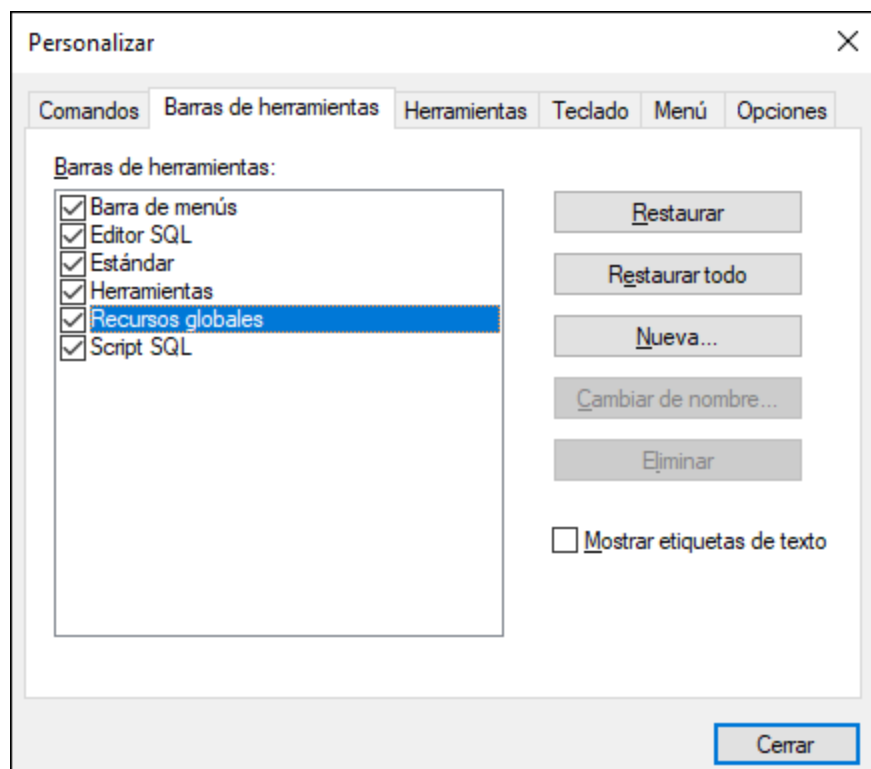 Personalizar
Comandos Barras de herramientas Herramientas Teclado Menú Opciones
Barras de herramientas:
Barra de menús
Editor SQL
Estándar
Herramientas
Recursos globales
Script SQL
Restaurar
Restaurar todo
Nueva...
Cambiar de nombre...
Eliminar
Mostrar etiquetas de texto
Cerrar